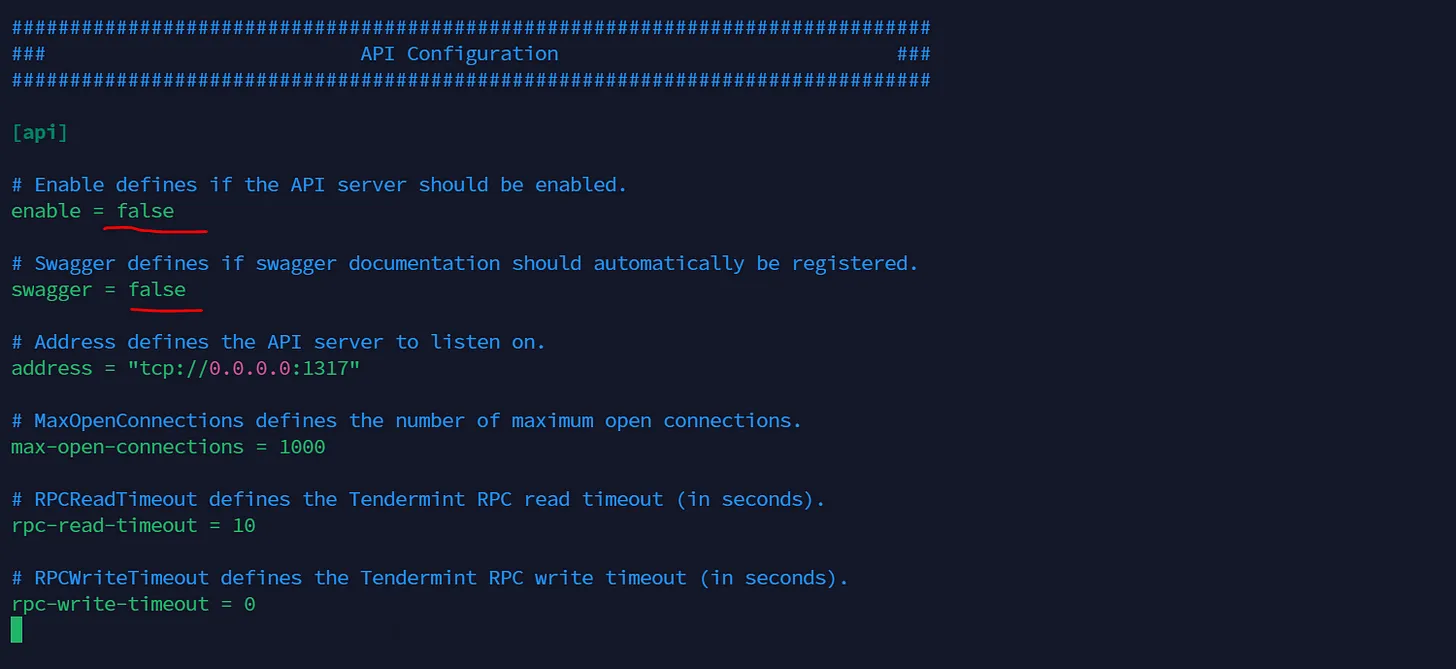 ###############################################################################
###                           API Configuration                             ###
###############################################################################
[api]
# Enable defines if the API server should be enabled.
enable = false
# Swagger defines if swagger documentation should automatically be registered.
swagger = false
# Address defines the API server to listen on.
address = "tcp://0.0.0.0:1317"
# MaxOpenConnections defines the number of maximum open connections.
max-open-connections = 1000
# RPCReadTimeout defines the Tendermint RPC read timeout (in seconds).
rpc-read-timeout = 10
# RPCWriteTimeout defines the Tendermint RPC write timeout (in seconds).
rpc-write-timeout = 0